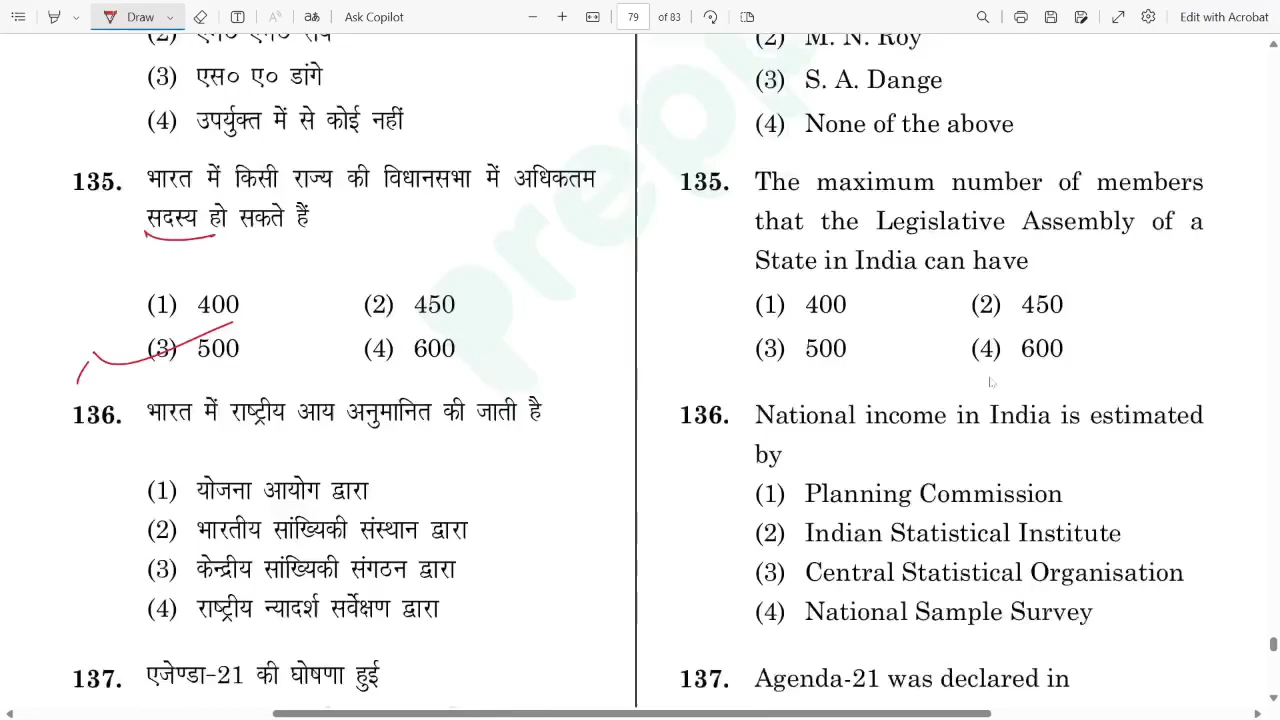 Draw
Ask Copilot
79 of 83
Edit with Acrobat
(3) एस० ए० डांगे
(4) उपर्युक्त में से कोई नहीं
135. भारत में किसी राज्य की विधानसभा में अधिकतम
सदस्य हो सकते हैं
(1) 400 (2) 450
(3) 500 (4) 600
136. भारत में राष्ट्रीय आय अनुमानित की जाती है
(1) योजना आयोग द्वारा
(2) भारतीय सांख्यिकी संस्थान द्वारा
(3) केन्द्रीय सांख्यिकी संगठन द्वारा
(4) राष्ट्रीय न्यादर्श सर्वेक्षण द्वारा
137. एजेण्डा-21 की घोषणा हुई
(2) M. N. Roy
(3) S. A. Dange
(4) None of the above
135. The maximum number of members
that the Legislative Assembly of a
State in India can have
(1) 400 (2) 450
(3) 500 (4) 600
136. National income in India is estimated
by
(1) Planning Commission
(2) Indian Statistical Institute
(3) Central Statistical Organisation
(4) National Sample Survey
137. Agenda-21 was declared in
prepp